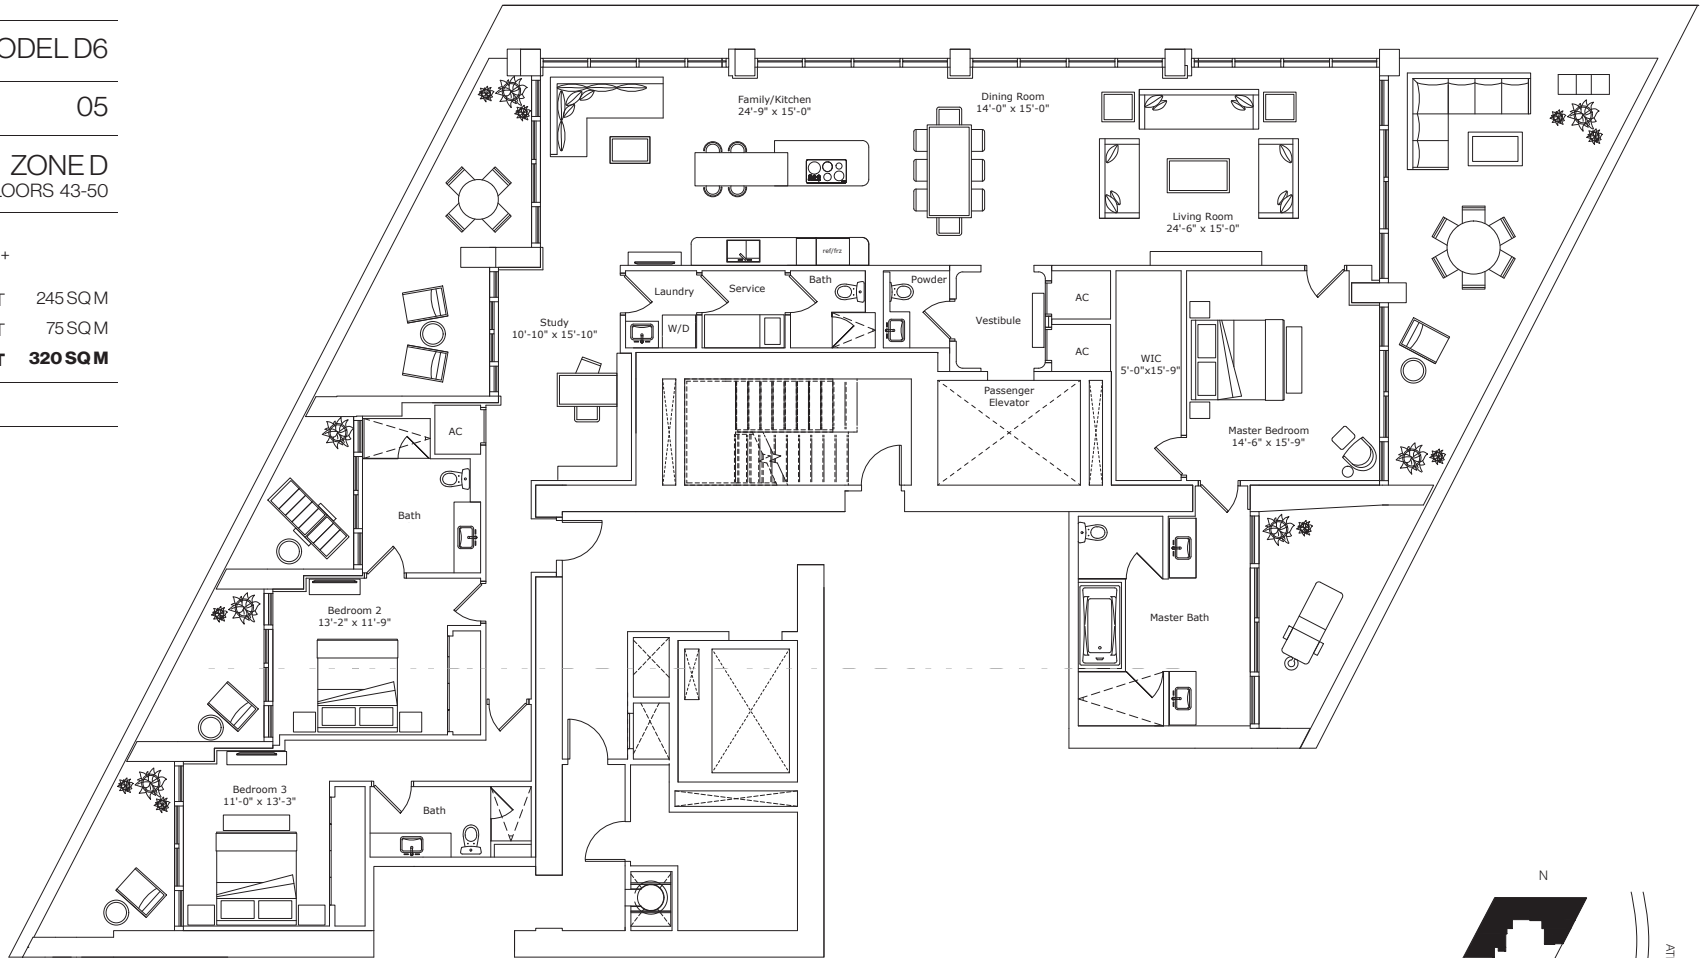 ODEL D6
05
ZONE D
LOORS 43-50
+
T 245 SQ M
T 75 SQ M
T 320 SQ M
Family/Kitchen
24'-9" x 15'-0"
Dining Room
14'-0" x 15'-0"
Living Room
24'-6" x 15'-0"
ref/frz
Laundry
Service
Bath
Powder
W/D
Vestibule
AC
AC
Study
10'-10" x 15'-10"
WIC
5'-0"x15'-9"
Passenger
Elevator
Master Bedroom
14'-6" x 15'-9"
AC
Bath
Bedroom 2
13'-2" x 11'-9"
Master Bath
Bedroom 3
11'-0" x 13'-3"
Bath
N
AT